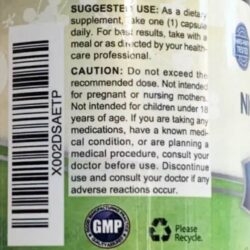 SUGGESTED USE: As a dietary
supplement, take one (1) capsule
daily. For best results, take with a
meal or as directed by your health-
care professional.
CAUTION: Do not exceed the
recommended dose. Not intended
for pregnant or nursing mothers.
Not intended for children under 18
years of age. If you are taking any
medications, have a known medi-
cal condition, or are planning a
medical procedure, consult your
doctor before use. Discontinue
use and consult your doctor if any
adverse reactions occur.
X002DSAETP
GMP
Please
Recycle.